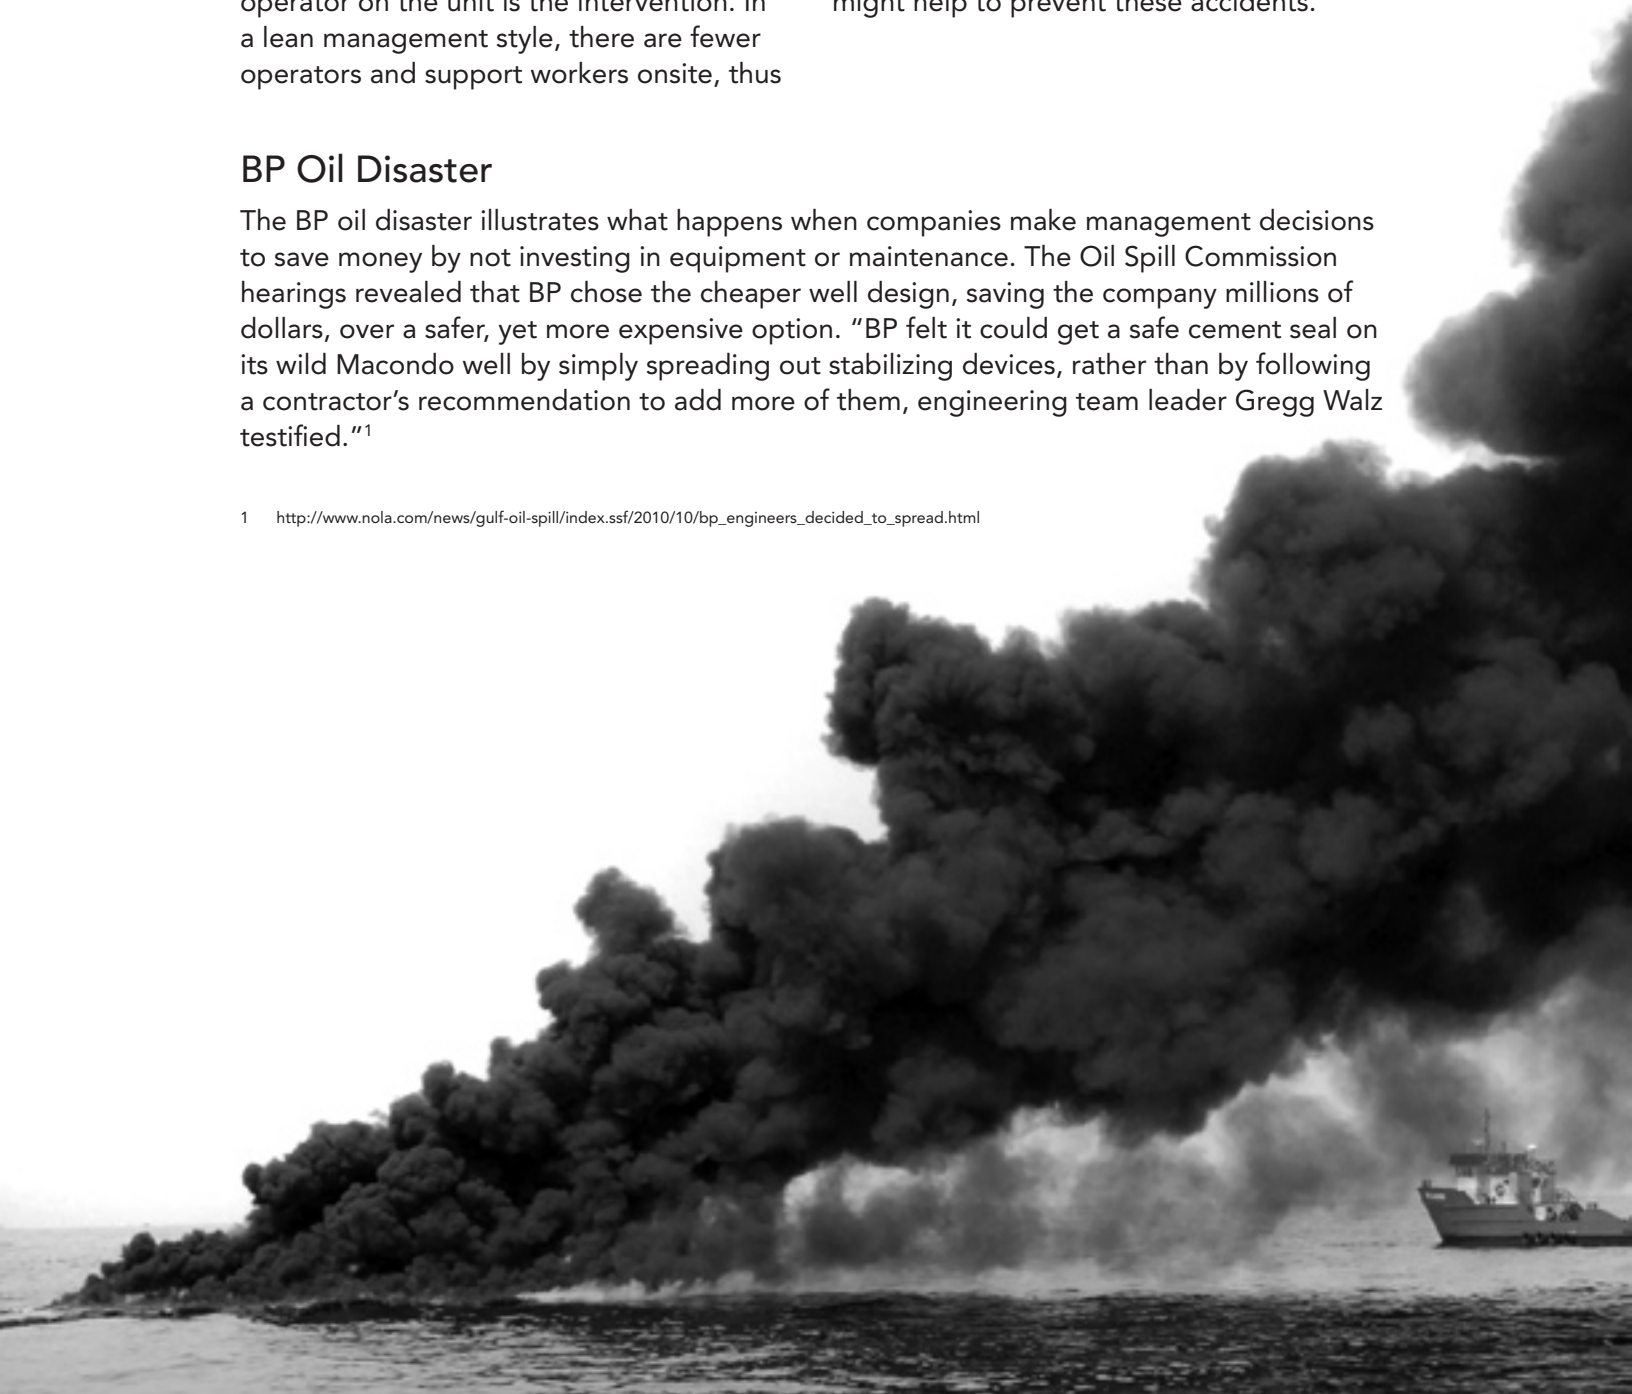 operator on the unit is the intervention. In
a lean management style, there are fewer
operators and support workers onsite, thus
might help to prevent these accidents.
BP Oil Disaster
The BP oil disaster illustrates what happens when companies make management decisions
to save money by not investing in equipment or maintenance. The Oil Spill Commission
hearings revealed that BP chose the cheaper well design, saving the company millions of
dollars, over a safer, yet more expensive option. “BP felt it could get a safe cement seal on
its wild Macondo well by simply spreading out stabilizing devices, rather than by following
a contractor’s recommendation to add more of them, engineering team leader Gregg Walz
testified.”1
1 http://www.nola.com/news/gulf-oil-spill/index.ssf/2010/10/bp_engineers_decided_to_spread.html